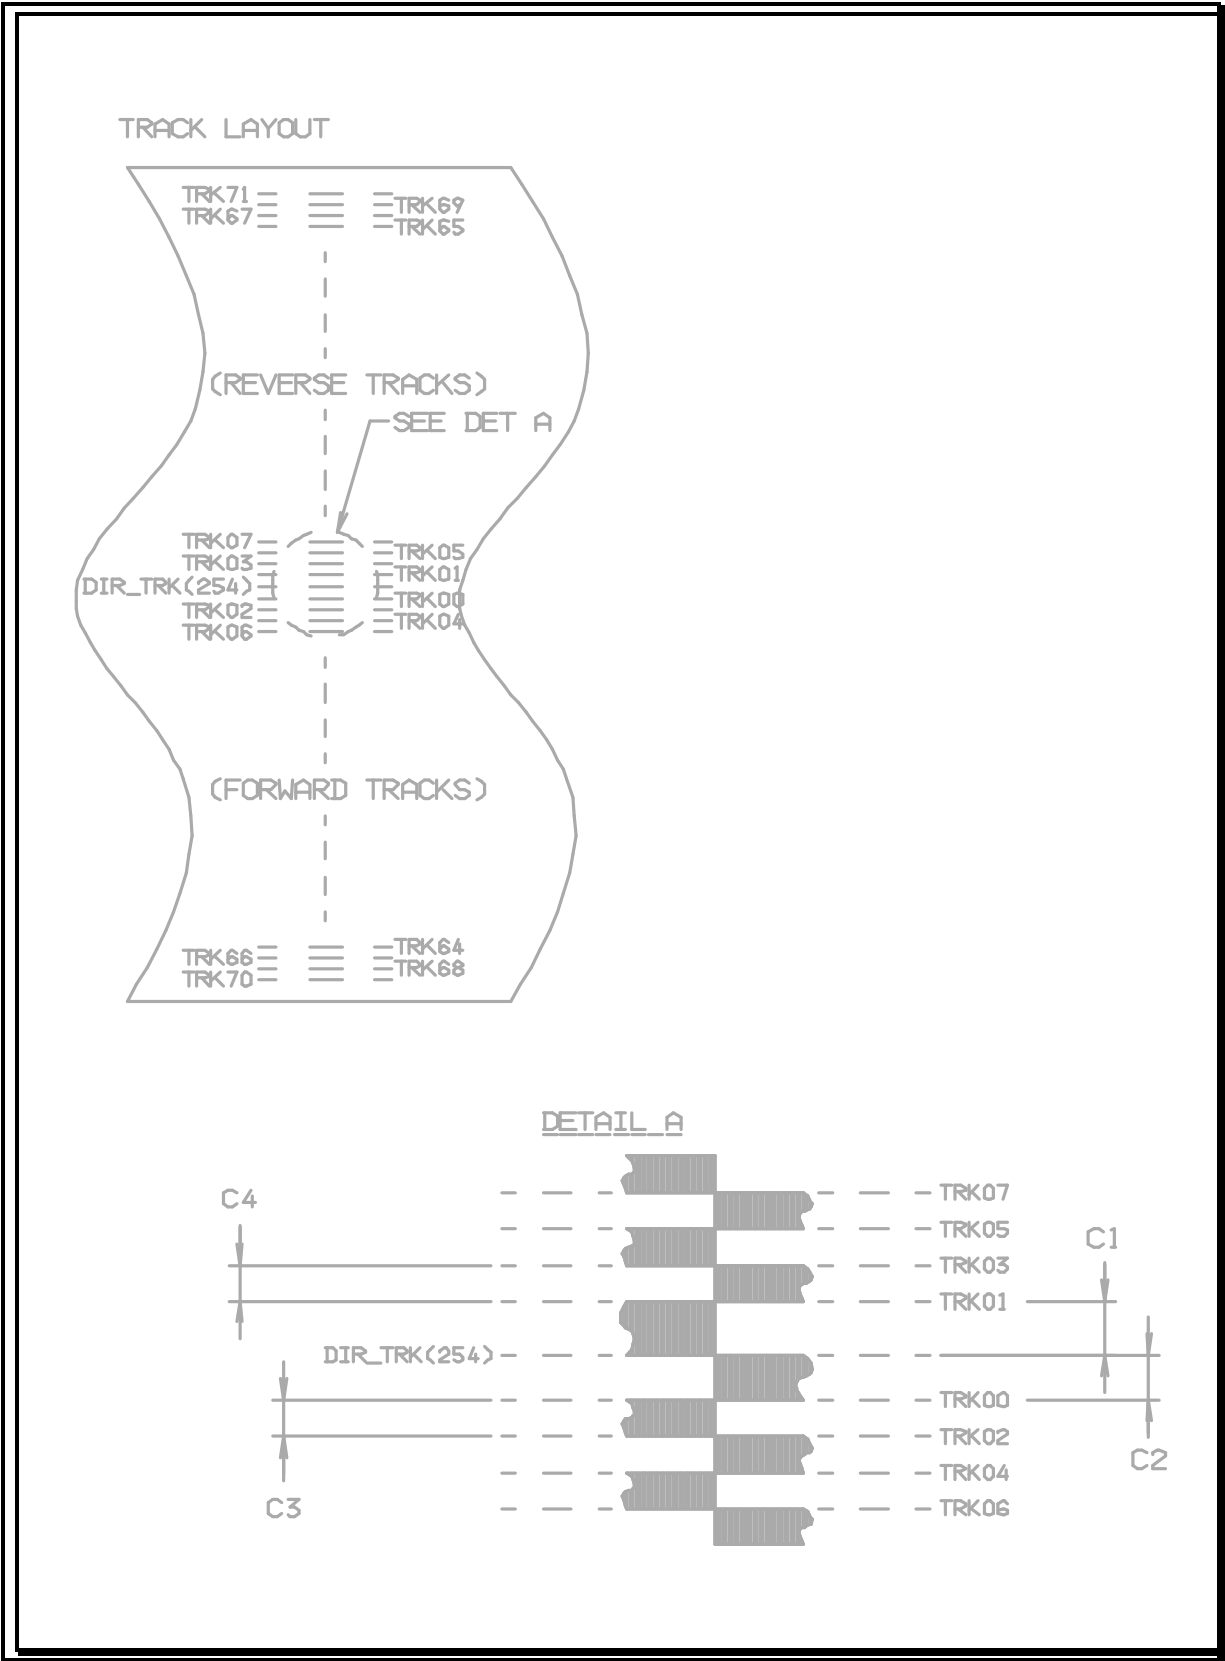 TRACK LAYOUT
TRK71
TRK69
TRK67
TRK65
(REVERSE TRACKS)
SEE DET A
TRK07
TRK05
TRK03
TRK01
DIR_TRK(254)
TRK00
TRK02
TRK04
TRK06
(FORWARD TRACKS)
TRK64
TRK66
TRK68
TRK70
DETAIL A
C4
TRK07
TRK05
C1
TRK03
TRK01
DIR_TRK(254)
TRK00
TRK02
C2
TRK04
C3
TRK06